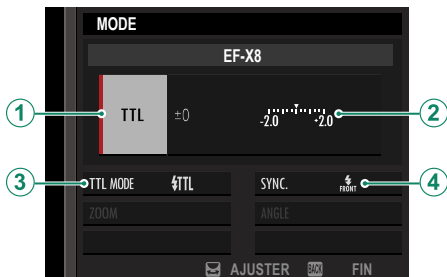 MODE
EF-X8
1 TTL ±0 -2.0 +2.0 2
3 TTL MODE TTL SYNC. FRONT 4
ZOOM ANGLE
AJUSTER BACK FIN